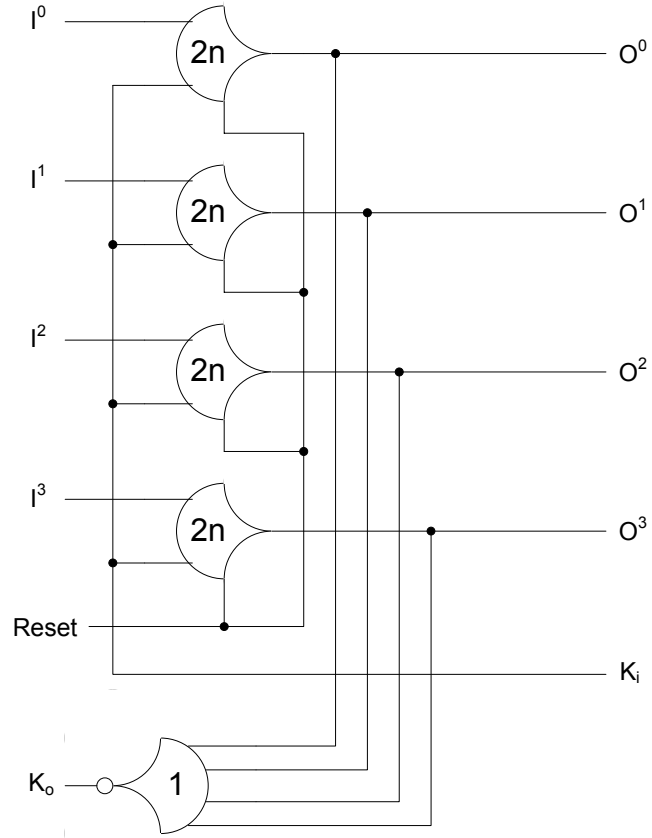 I⁰
2n
O⁰
I¹
2n
O¹
I²
2n
O²
I³
2n
O³
Reset
Kᵢ
Kₒ
1